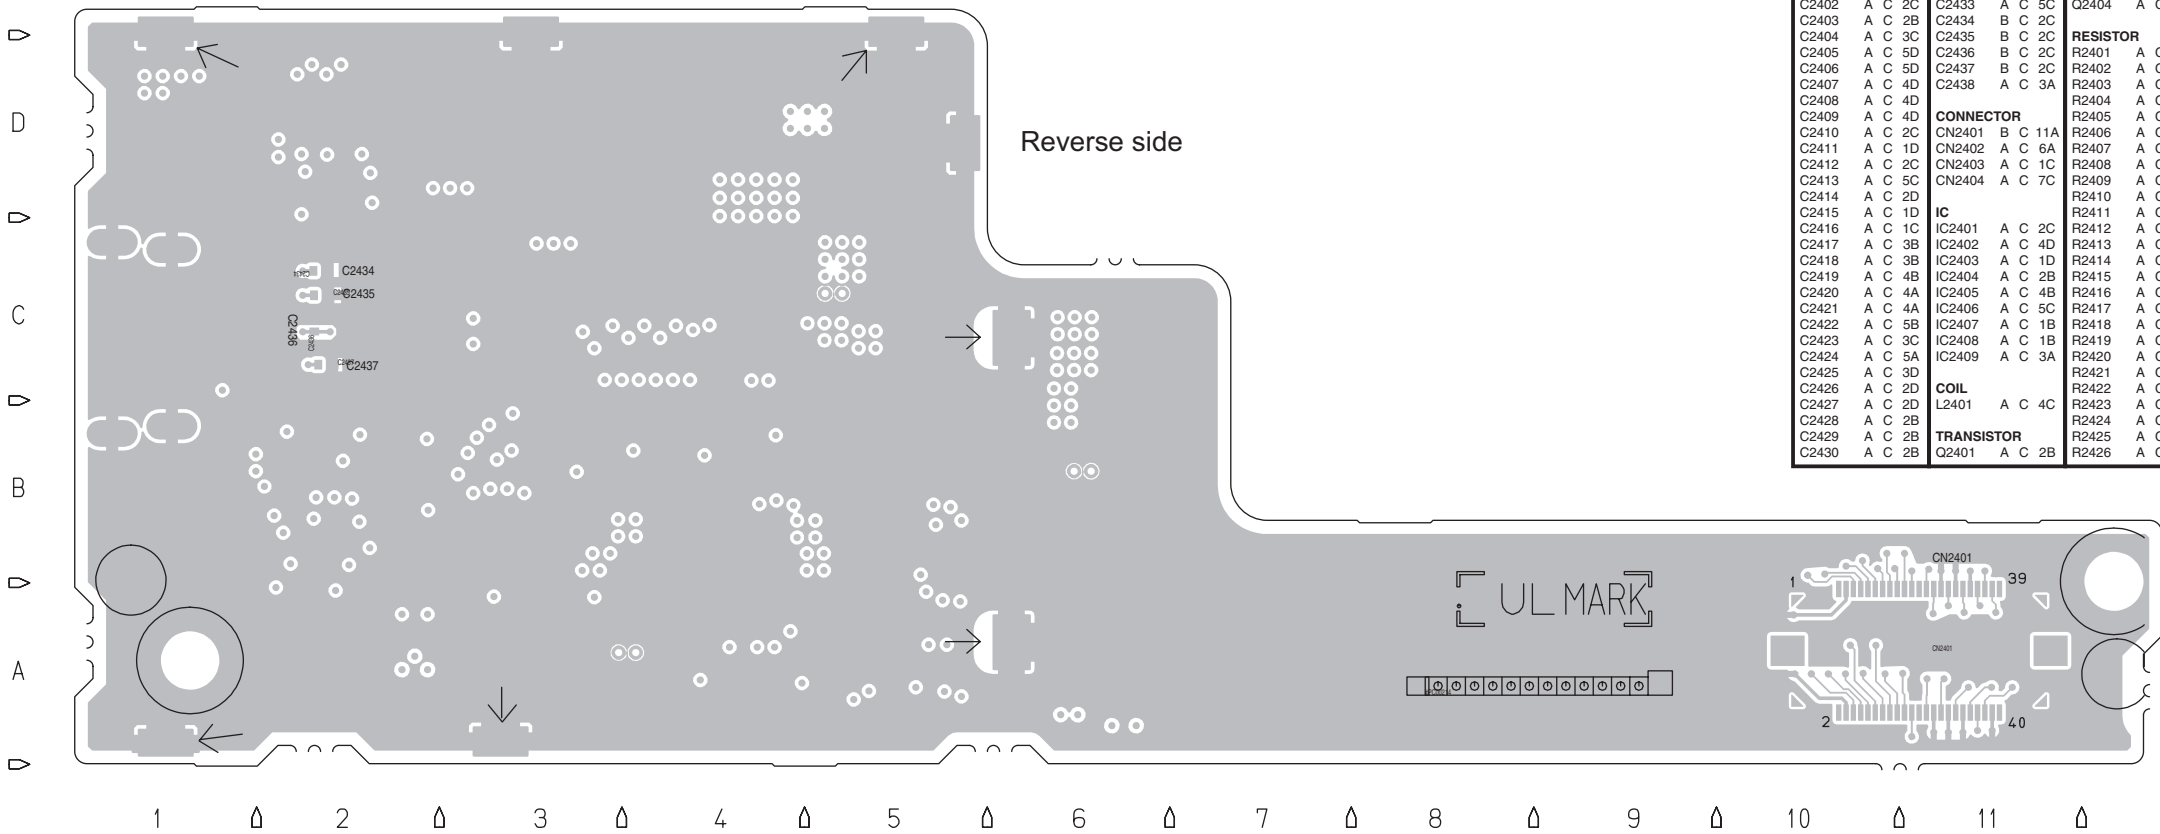 C2402 A C 2C C2433 A C 5C Q2404 A
C2403 A C 2B C2434 B C 2C
C2404 A C 3C C2435 B C 2C RESISTOR
C2405 A C 5D C2436 B C 2C R2401 A
C2406 A C 5D C2437 B C 2C R2402 A
C2407 A C 4D C2438 A C 3A R2403 A
C2408 A C 4D R2404 A
C2409 A C 4D CONNECTOR R2405 A
C2410 A C 2C CN2401 B C 11A R2406 A
C2411 A C 1D CN2402 A C 6A R2407 A
C2412 A C 2C CN2403 A C 1C R2408 A
C2413 A C 5C CN2404 A C 7C R2409 A
C2414 A C 2D R2410 A
C2415 A C 1D IC R2411 A
C2416 A C 1C IC2401 A C 2C R2412 A
C2417 A C 3B IC2402 A C 4D R2413 A
C2418 A C 3B IC2403 A C 1D R2414 A
C2419 A C 4B IC2404 A C 2B R2415 A
C2420 A C 4A IC2405 A C 4B R2416 A
C2421 A C 4A IC2406 A C 5C R2417 A
C2422 A C 5B IC2407 A C 1B R2418 A
C2423 A C 3C IC2408 A C 1B R2419 A
C2424 A C 5A IC2409 A C 3A R2420 A
C2425 A C 3D R2421 A
C2426 A C 2D COIL R2422 A
C2427 A C 2D L2401 A C 4C R2423 A
C2428 A C 2B R2424 A
C2429 A C 2B TRANSISTOR R2425 A
C2430 A C 2B Q2401 A C 2B R2426 A
D
Reverse side
C2434
C2435
C
C2436
C2437
B
CN2401
1 39
UL MARK
A
CN2401
2 40
1 2 3 4 5 6 7 8 9 10 11